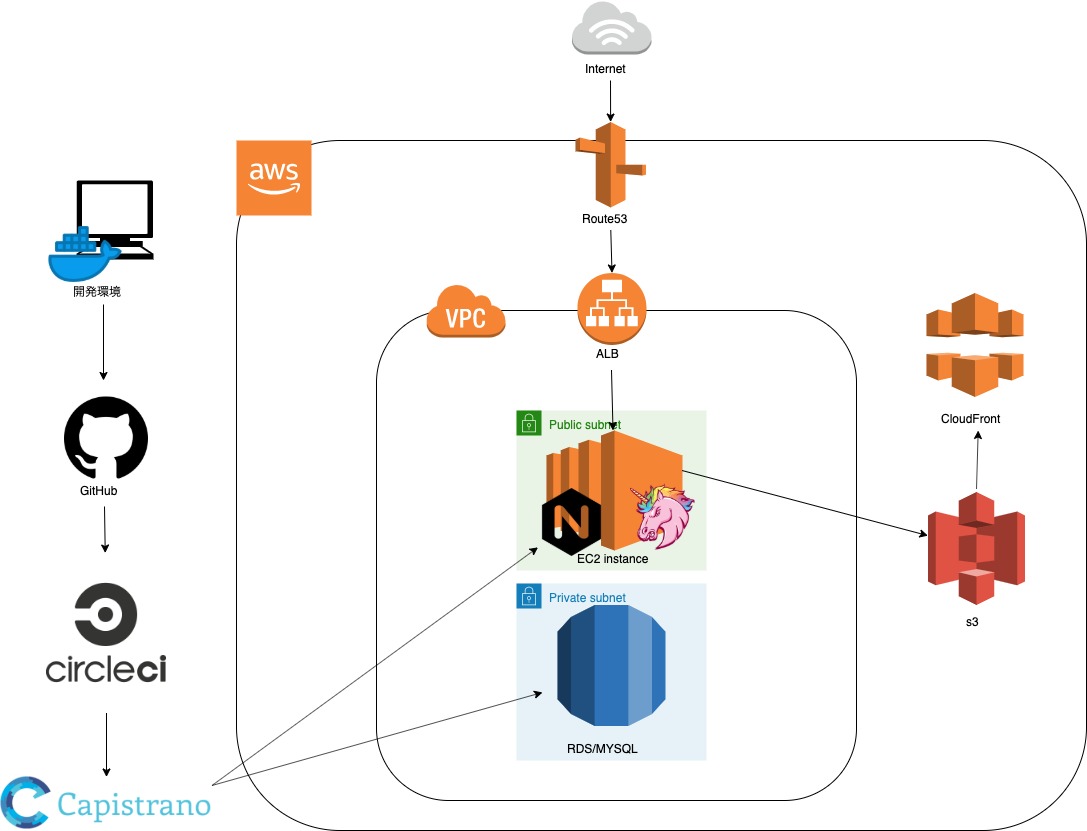 Internet
aws
Route53
開発環境
VPC
ALB
CloudFront
Public subnet
GitHub
N
EC2 instance
Private subnet
s3
circleci
RDS/MYSQL
Capistrano